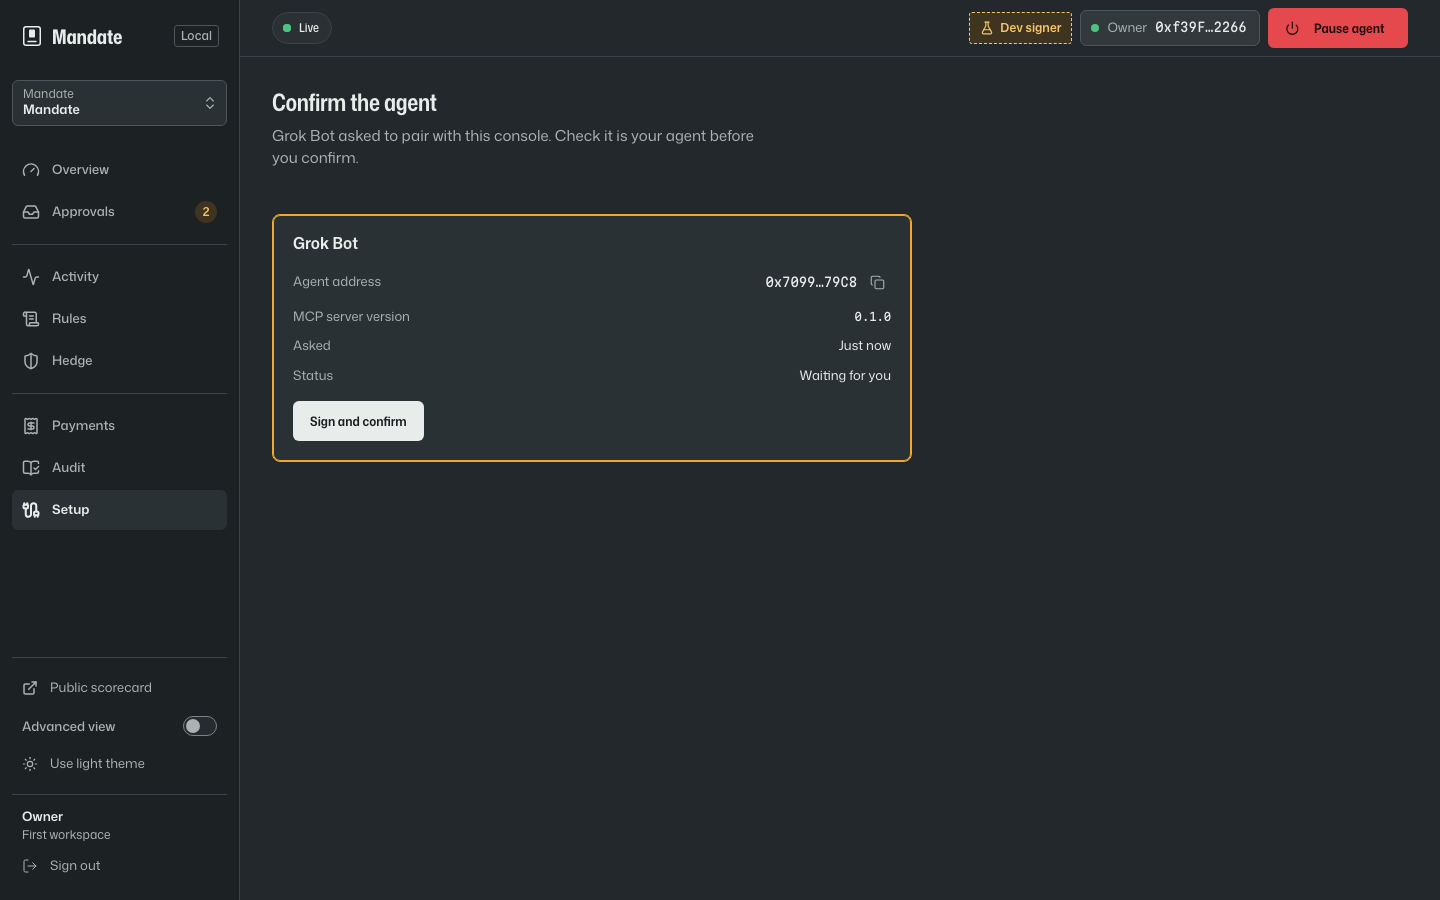 Mandate
Local
Mandate
Mandate
Overview
Approvals 2
Activity
Rules
Hedge
Payments
Audit
Setup
Public scorecard
Advanced view
Use light theme
Owner
First workspace
Sign out
Live
Dev signer
Owner 0xf39F…2266
Pause agent
Confirm the agent
Grok Bot asked to pair with this console. Check it is your agent before
you confirm.
Grok Bot
Agent address 0x7099…79C8
MCP server version 0.1.0
Asked Just now
Status Waiting for you
Sign and confirm